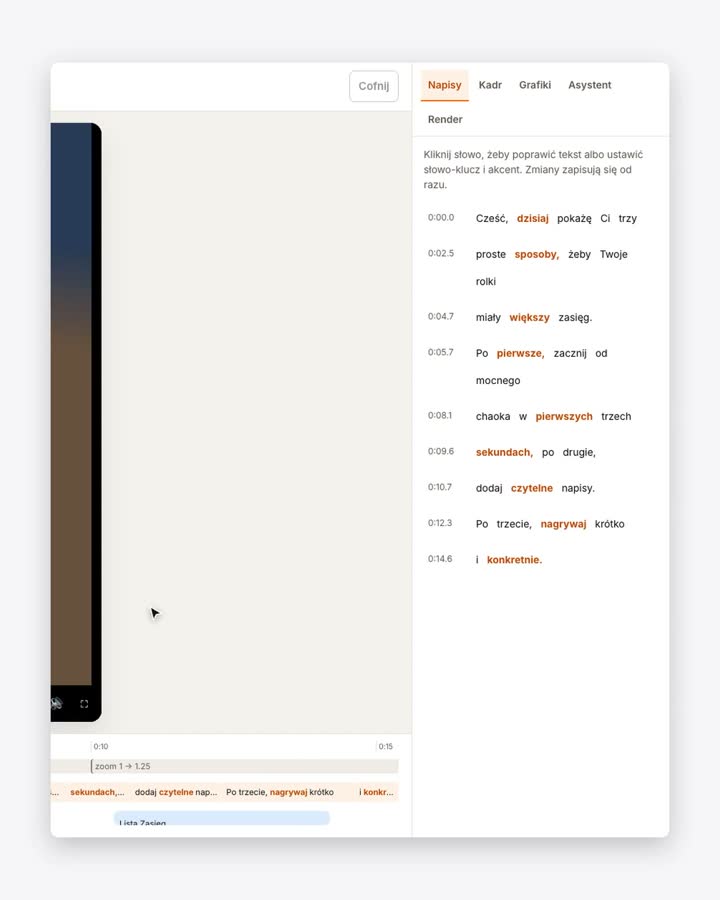 Cofnij
Napisy Kadr Grafiki Asystent
Render
Kliknij słowo, żeby poprawić tekst albo ustawić
słowo-klucz i akcent. Zmiany zapisują się od
razu.
0:00.0 Cześć, dzisiaj pokażę Ci trzy
0:02.5 proste sposoby, żeby Twoje
rolki
0:04.7 miały większy zasięg.
0:05.7 Po pierwsze, zacznij od
mocnego
0:08.1 chaoka w pierwszych trzech
0:09.6 sekundach, po drugie,
0:10.7 dodaj czytelne napisy.
0:12.3 Po trzecie, nagrywaj krótko
0:14.6 i konkretnie.
0:10 0:15
zoom 1 → 1.25
sekundach,... dodaj czytelne nap... Po trzecie, nagrywaj krótko i konkr...
Lista Zasięg